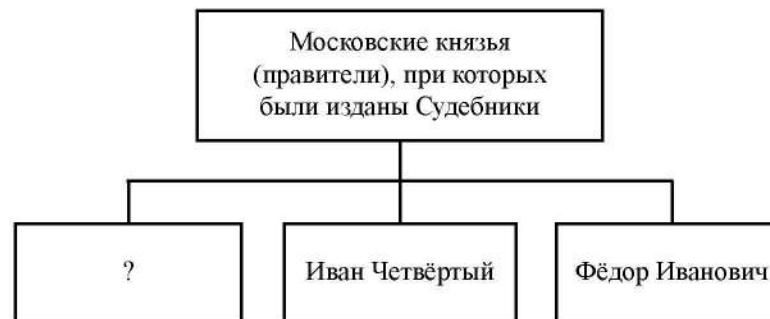 Московские князья
(правители), при которых
были изданы Судебники
?
Иван Четвёртый
Фёдор Иванович